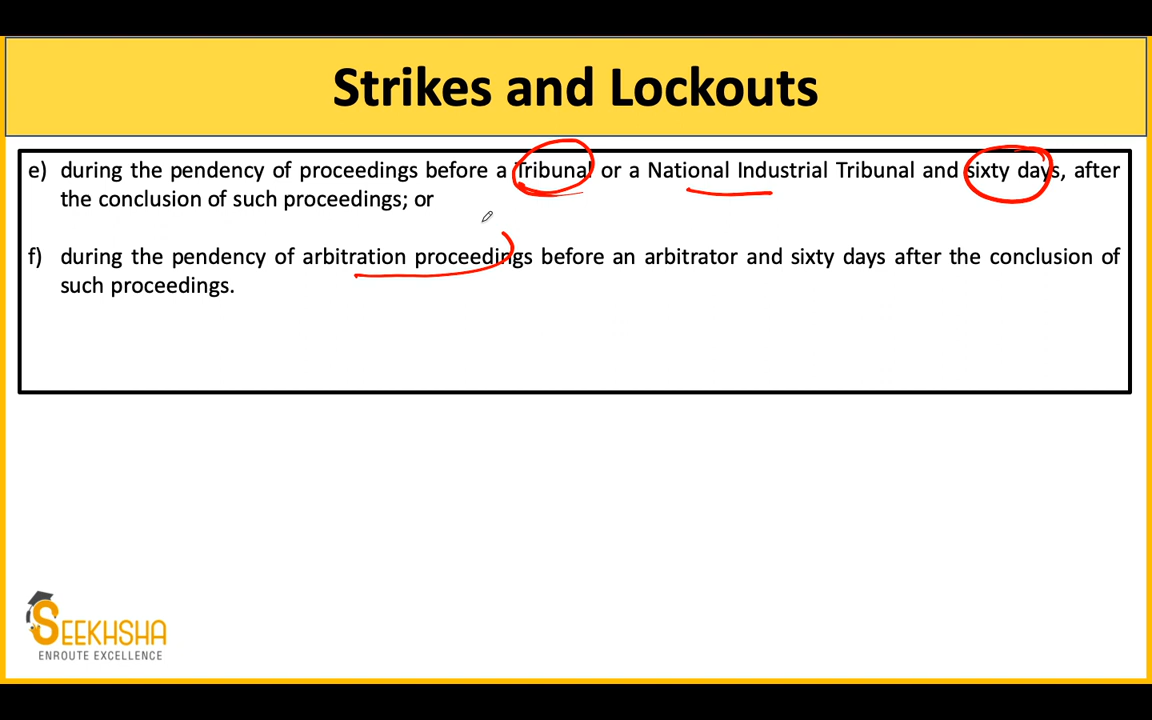 Strikes and Lockouts
e) during the pendency of proceedings before a Tribunal or a National Industrial Tribunal and sixty days, after
the conclusion of such proceedings; or
f) during the pendency of arbitration proceedings before an arbitrator and sixty days after the conclusion of
such proceedings.
SEEKHSHA
ENROUTE EXCELLENCE